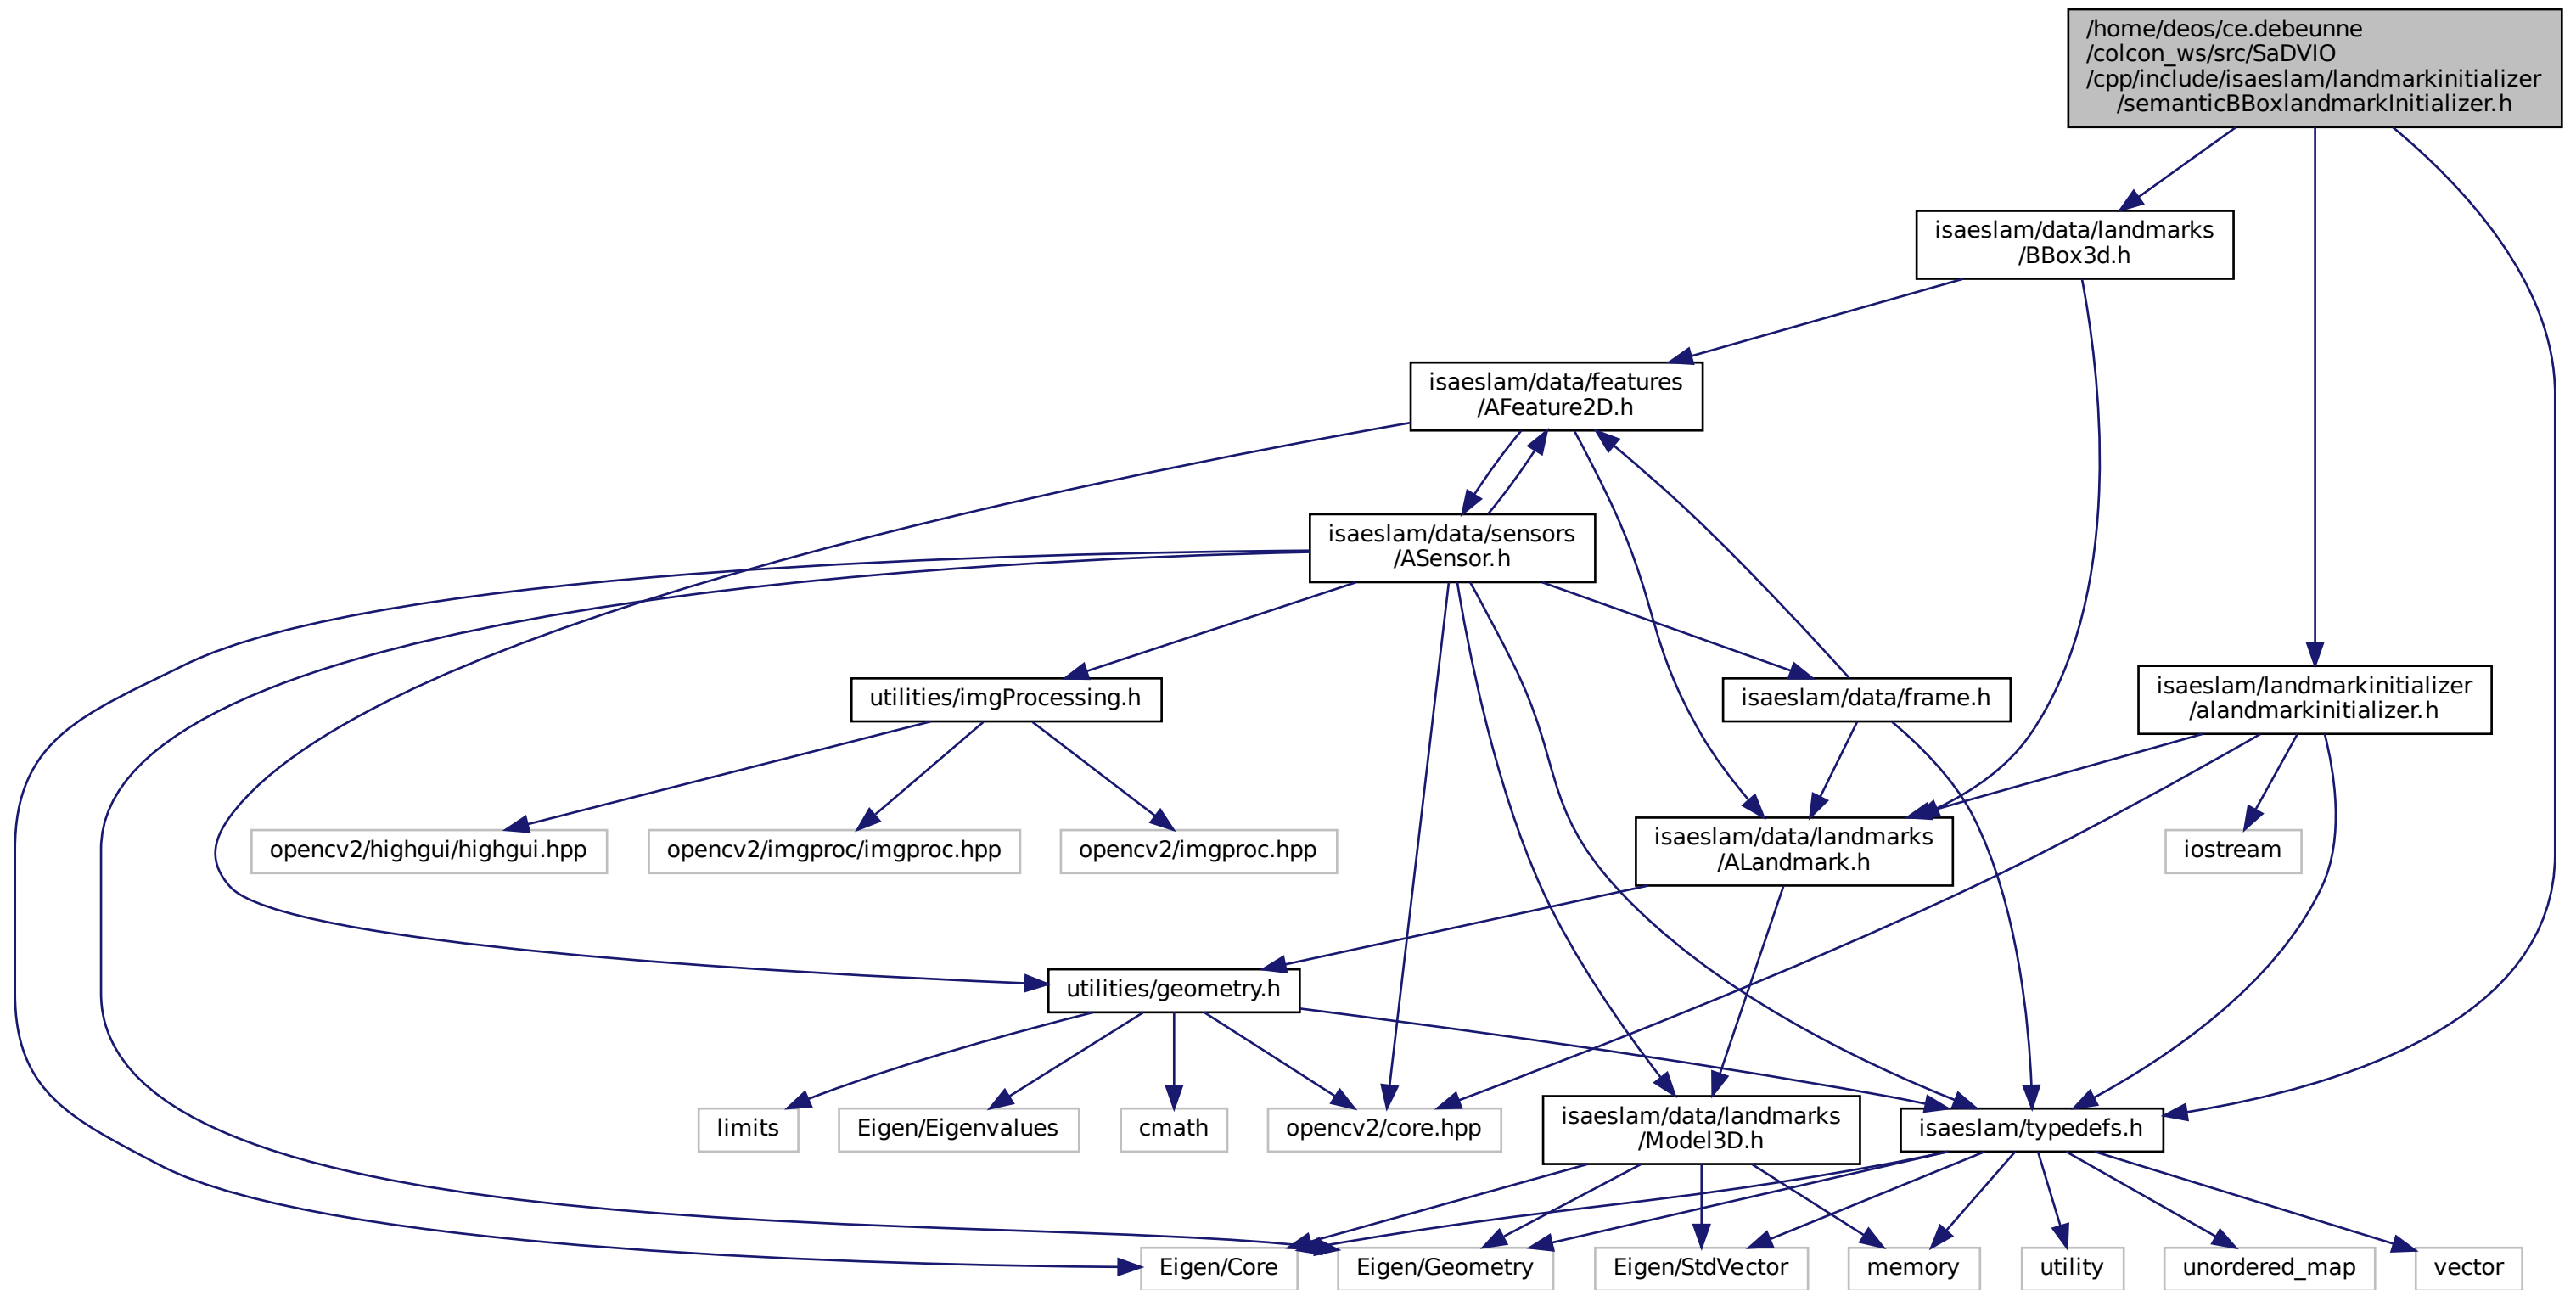 /home/deos/ce.debeunne
/colcon_ws/src/SaDVIO
/cpp/include/isaeslam/landmarkinitializer
/semanticBBoxlandmarkInitializer.h
isaeslam/data/landmarks
/BBox3d.h
isaeslam/data/features
/AFeature2D.h
isaeslam/data/sensors
/ASensor.h
utilities/imgProcessing.h
isaeslam/data/frame.h
isaeslam/landmarkinitializer
/alandmarkinitializer.h
opencv2/highgui/highgui.hpp
opencv2/imgproc/imgproc.hpp
opencv2/imgproc.hpp
isaeslam/data/landmarks
/ALandmark.h
iostream
utilities/geometry.h
limits
Eigen/Eigenvalues
cmath
opencv2/core.hpp
isaeslam/data/landmarks
/Model3D.h
isaeslam/typedefs.h
Eigen/Core
Eigen/Geometry
Eigen/StdVector
memory
utility
unordered_map
vector